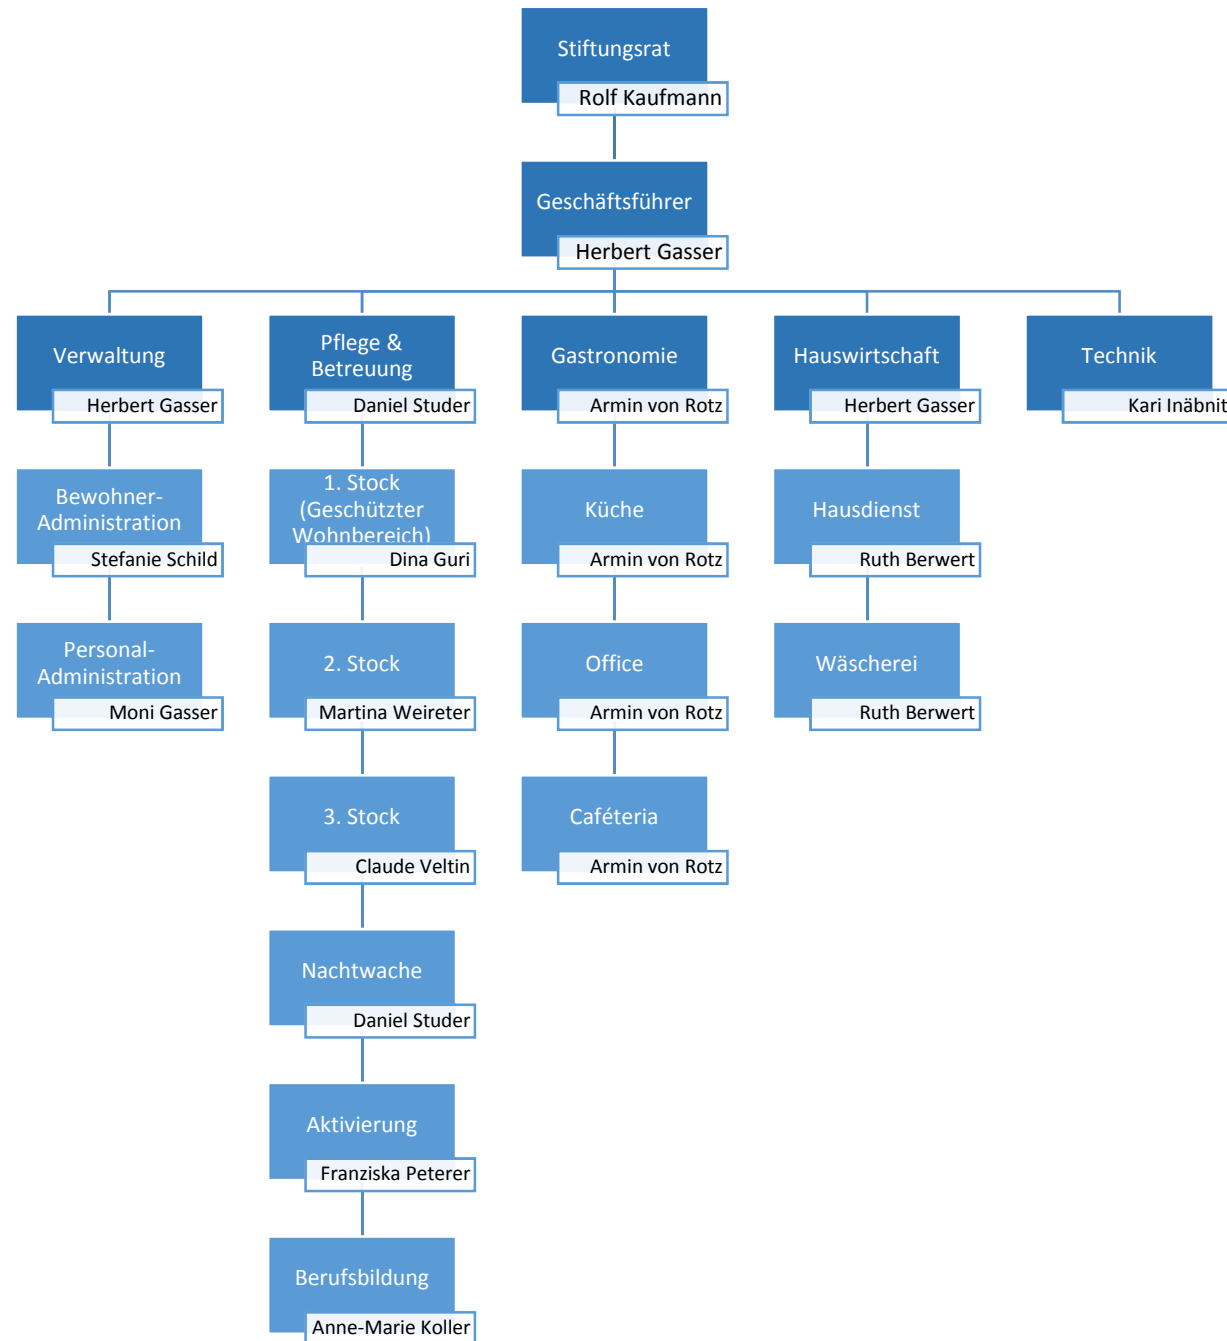 Stiftungsrat
Rolf Kaufmann
Geschäftsführer
Herbert Gasser
Verwaltung
Herbert Gasser
Pflege &
Betreuung
Daniel Studer
Gastronomie
Armin von Rotz
Hauswirtschaft
Herbert Gasser
Technik
Kari Inäbnit
Bewohner-
Administration
Stefanie Schild
1. Stock
(Geschützter
Wohnbereich)
Dina Guri
Küche
Armin von Rotz
Hausdienst
Ruth Berwert
Personal-
Administration
Moni Gasser
2. Stock
Martina Weireter
Office
Armin von Rotz
Wäscherei
Ruth Berwert
3. Stock
Claude Veltin
Caféteria
Armin von Rotz
Nachtwache
Daniel Studer
Aktivierung
Franziska Peterer
Berufsbildung
Anne-Marie Koller